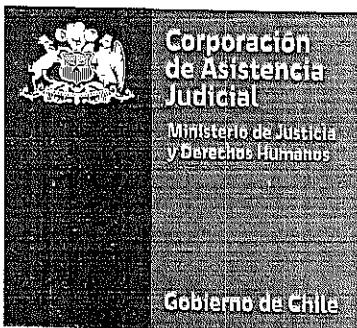 Corporación
de Asistencia
Judicial
Ministerio de Justicia
y Derechos Humanos
Gobierno de Chile